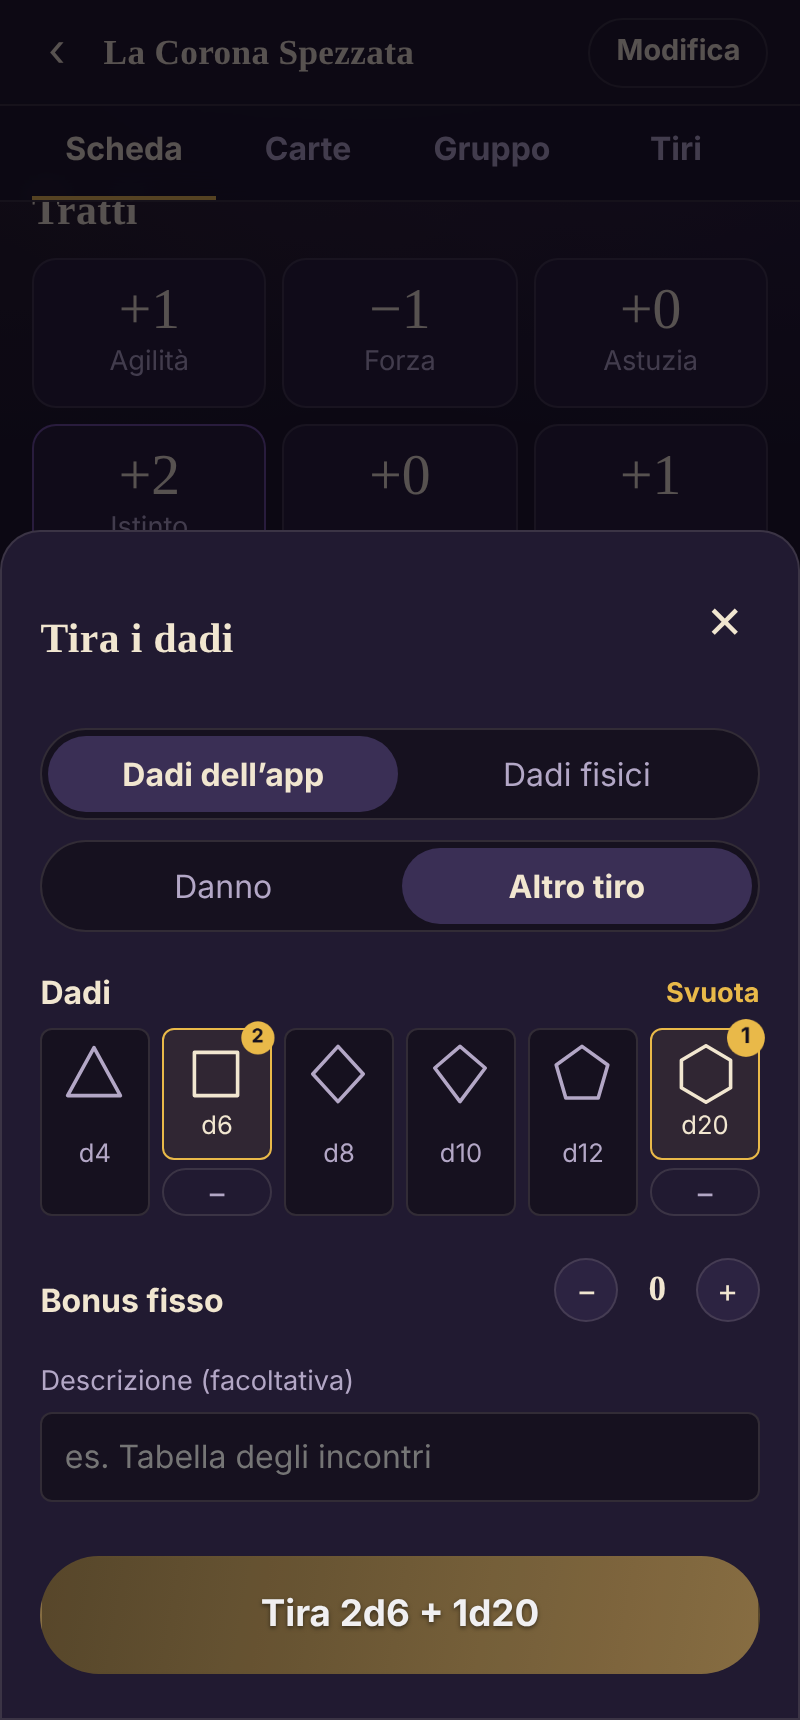 La Corona Spezzata
Modifica
Scheda Carte Gruppo Tiri
Tratti
+1 −1 +0
Agilità Forza Astuzia
+2 +0 +1
Istinto
Tira i dadi ✕
Dadi dell’app Dadi fisici
Danno Altro tiro
Dadi Svuota
2 1
d4 d6 d8 d10 d12 d20
− −
Bonus fisso − 0 +
Descrizione (facoltativa)
es. Tabella degli incontri
Tira 2d6 + 1d20